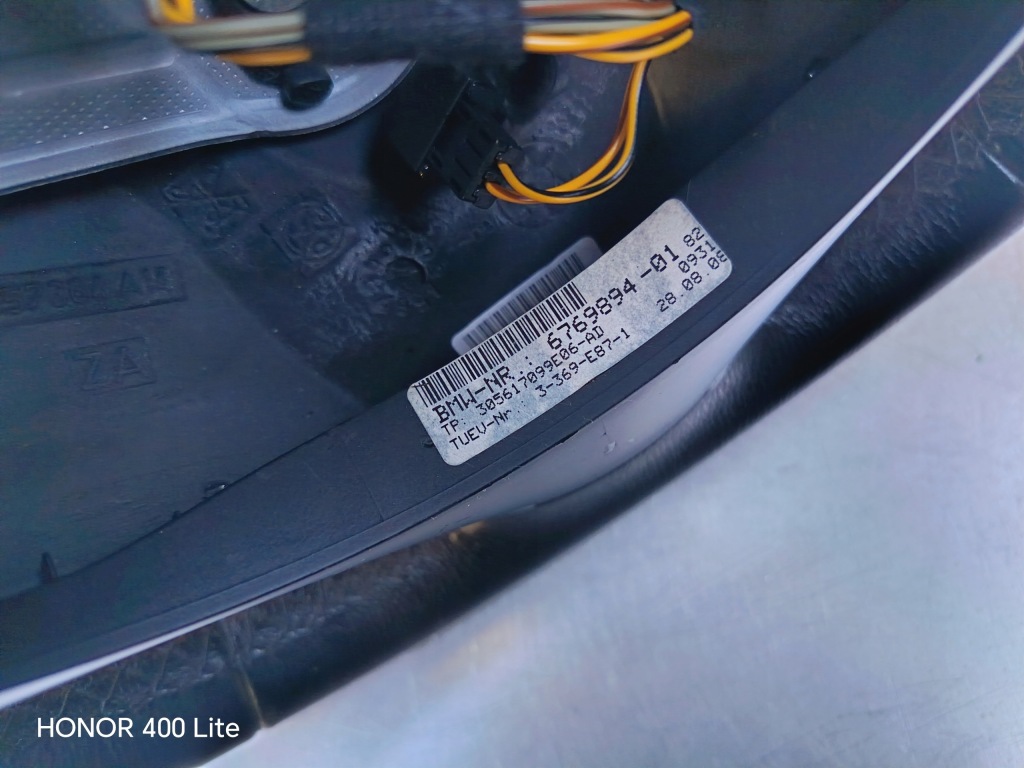 BMW-NR.: 6769894-01 82
TP: 305617099E06-AD 0931
TUEV-Nr.: 3-369-E87-1 28.08.08
ZA
HONOR 400 Lite